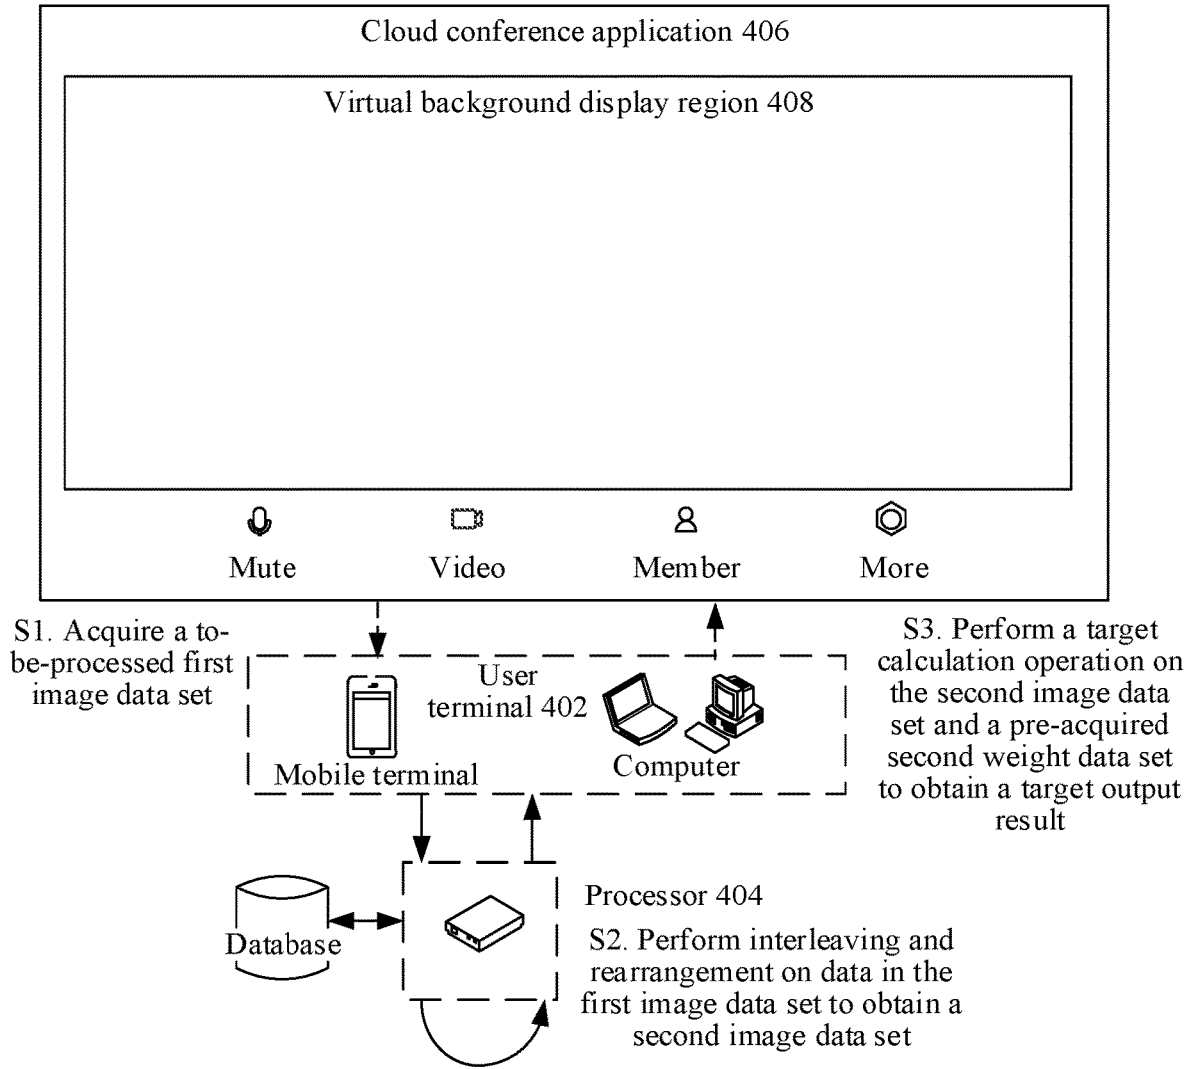 Cloud conference application 406
Virtual background display region 408
Mute
Video
Member
More
S1. Acquire a to-
be-processed first
image data set
User
terminal 402
Mobile terminal
Computer
S3. Perform a target
calculation operation on
the second image data
set and a pre-acquired
second weight data set
to obtain a target output
result
Database
Processor 404
S2. Perform interleaving and
rearrangement on data in the
first image data set to obtain a
second image data set